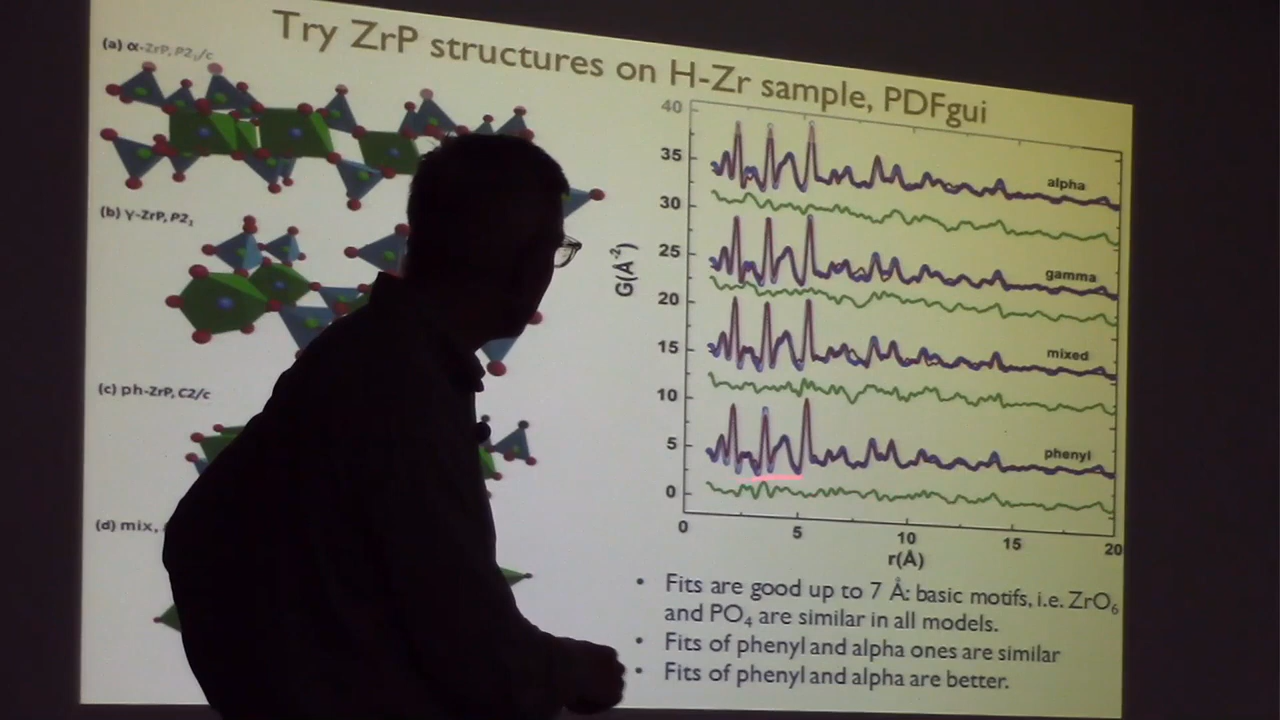 Try ZrP structures on H-Zr sample, PDFgui
(a) α-ZrP, P2₁/c
(b) γ-ZrP, P2₁
(c) ph-ZrP, C2/c
(d) mix,
40
35
30
25
20
15
10
5
0
G(Å⁻²)
alpha
gamma
mixed
phenyl
0 5 10 15 20
r(Å)
• Fits are good up to 7 Å: basic motifs, i.e. ZrO₆
and PO₄ are similar in all models.
• Fits of phenyl and alpha ones are similar
• Fits of phenyl and alpha are better.